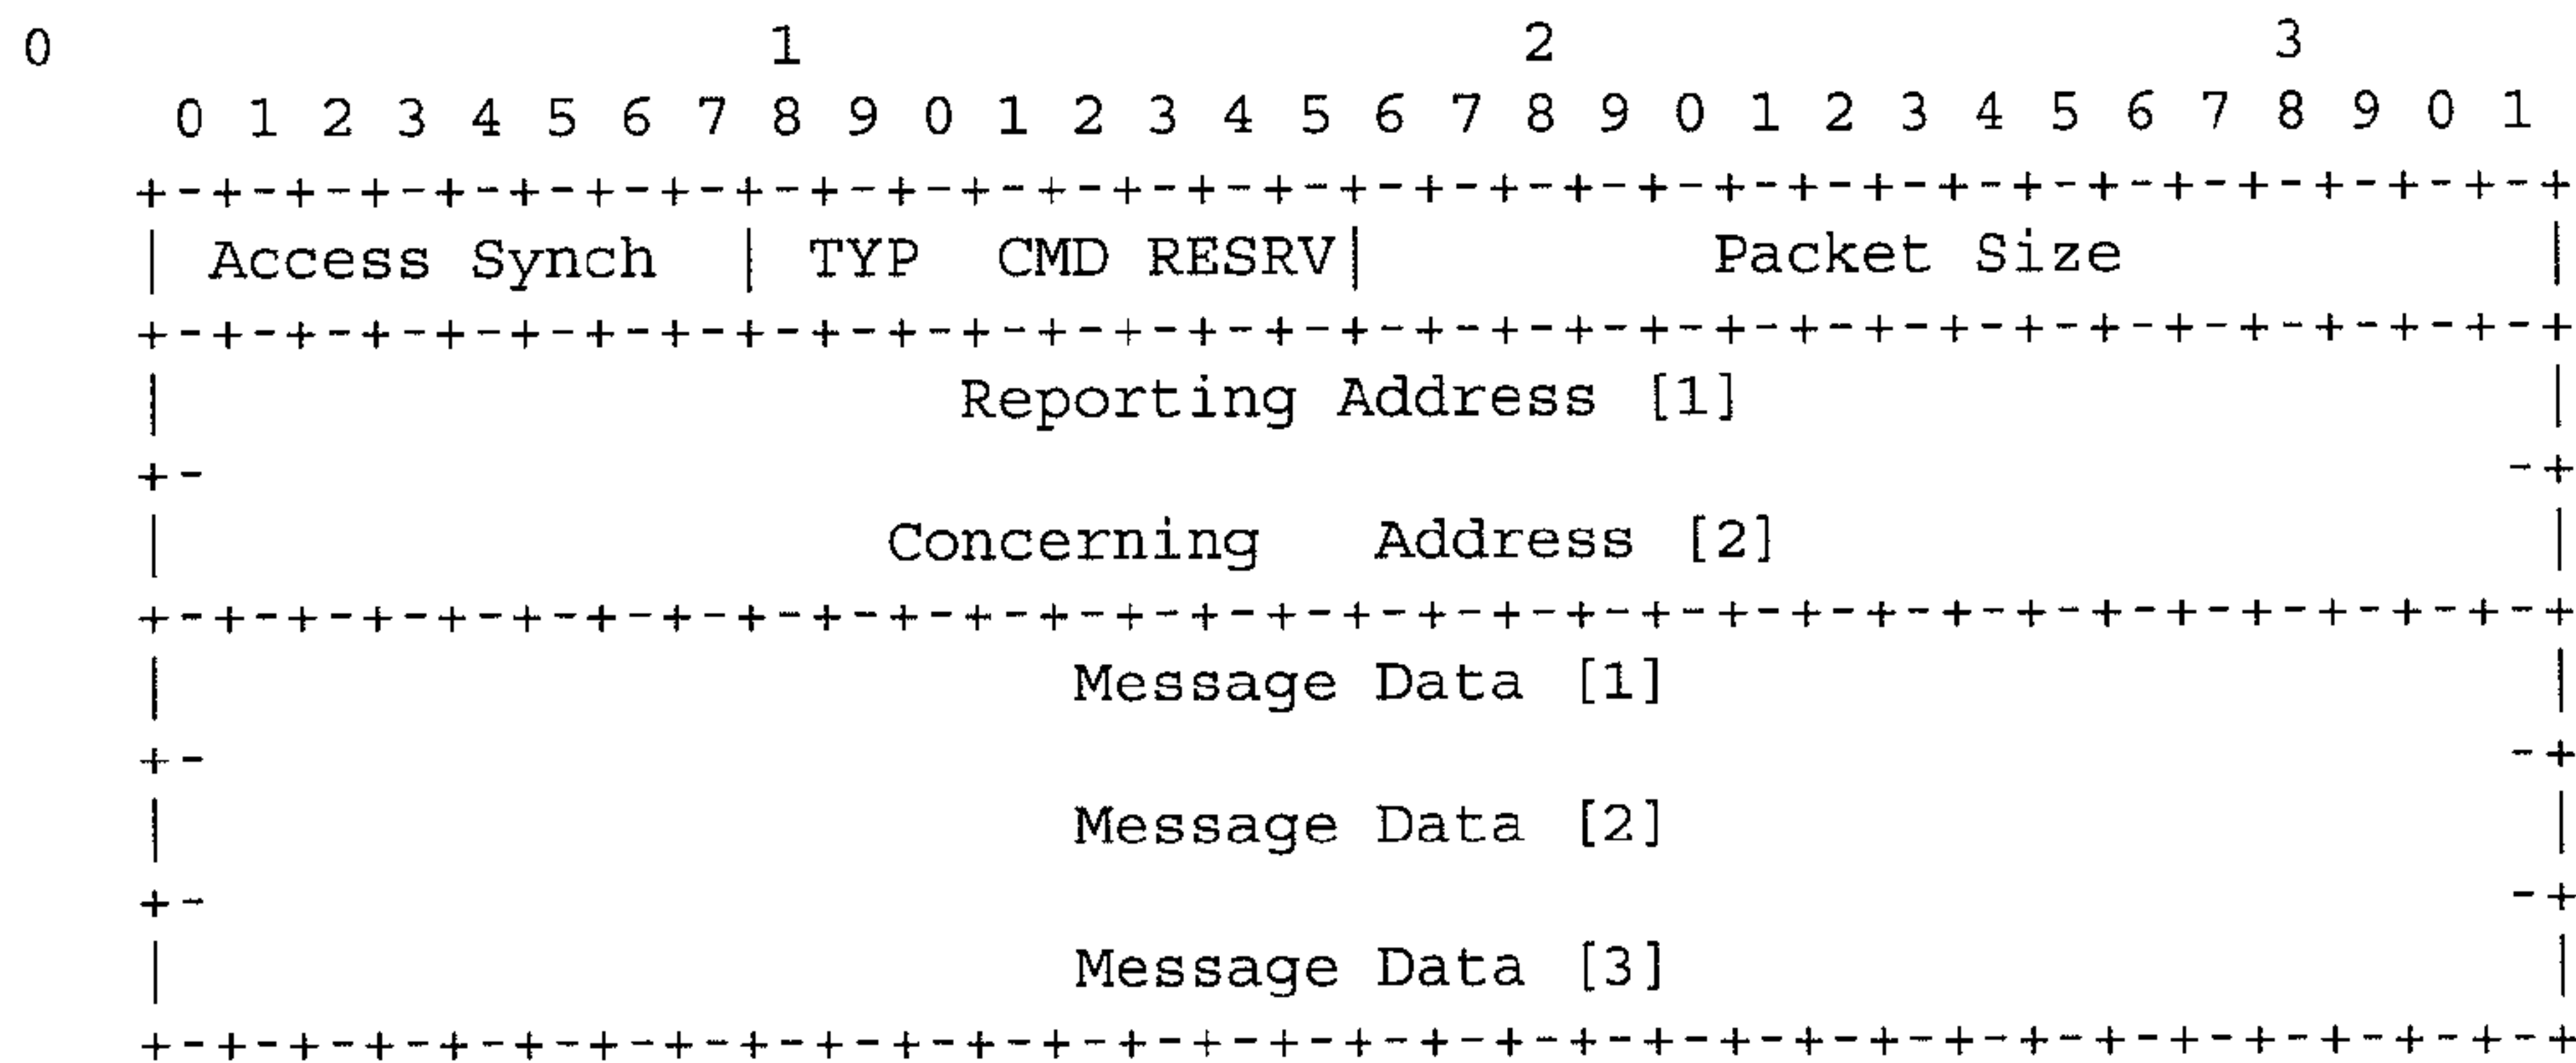 0 1 2 3
0 1 2 3 4 5 6 7 8 9 0 1 2 3 4 5 6 7 8 9 0 1 2 3 4 5 6 7 8 9 0 1
+-+-+-+-+-+-+-+-+-+-+-+-+-+-+-+-+-+-+-+-+-+-+-+-+-+-+-+-+-+-+-+-+
| Access Synch | TYP CMD RESRV| Packet Size |
+-+-+-+-+-+-+-+-+-+-+-+-+-+-+-+-+-+-+-+-+-+-+-+-+-+-+-+-+-+-+-+-+
| Reporting Address [1] |
+- -+
| Concerning Address [2] |
+-+-+-+-+-+-+-+-+-+-+-+-+-+-+-+-+-+-+-+-+-+-+-+-+-+-+-+-+-+-+-+-+
| Message Data [1] |
+- -+
| Message Data [2] |
+- -+
| Message Data [3] |
+-+-+-+-+-+-+-+-+-+-+-+-+-+-+-+-+-+-+-+-+-+-+-+-+-+-+-+-+-+-+-+-+